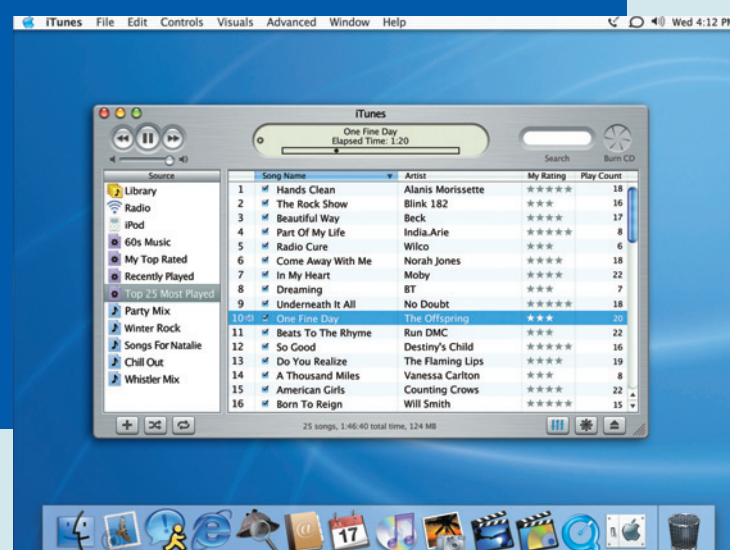 iTunes File Edit Controls Visuals Advanced Window Help Wed 4:12 PM
iTunes
One Fine Day
Elapsed Time: 1:20
Search Burn CD
Source Song Name Artist My Rating Play Count
Library
Radio
iPod
60s Music
My Top Rated
Recently Played
Top 25 Most Played
Party Mix
Winter Rock
Songs For Natalie
Chill Out
Whistler Mix
1 Hands Clean Alanis Morissette ★★★★★ 18
2 The Rock Show Blink 182 ★★★ 16
3 Beautiful Way Beck ★★★★ 17
4 Part Of My Life India.Arie ★★★★★ 8
5 Radio Cure Wilco ★★★ 6
6 Come Away With Me Norah Jones ★★★★ 18
7 In My Heart Moby ★★★★ 22
8 Dreaming BT ★★★ 7
9 Underneath It All No Doubt ★★★★★ 18
10 One Fine Day The Offspring ★★★ 20
11 Beats To The Rhyme Run DMC ★★★ 22
12 So Good Destiny's Child ★★★★★ 16
13 Do You Realize The Flaming Lips ★★★★ 19
14 A Thousand Miles Vanessa Carlton ★★★ 8
15 American Girls Counting Crows ★★★★ 22
16 Born To Reign Will Smith ★★★★★ 15
25 songs, 1:46:40 total time, 124 MB
@
17